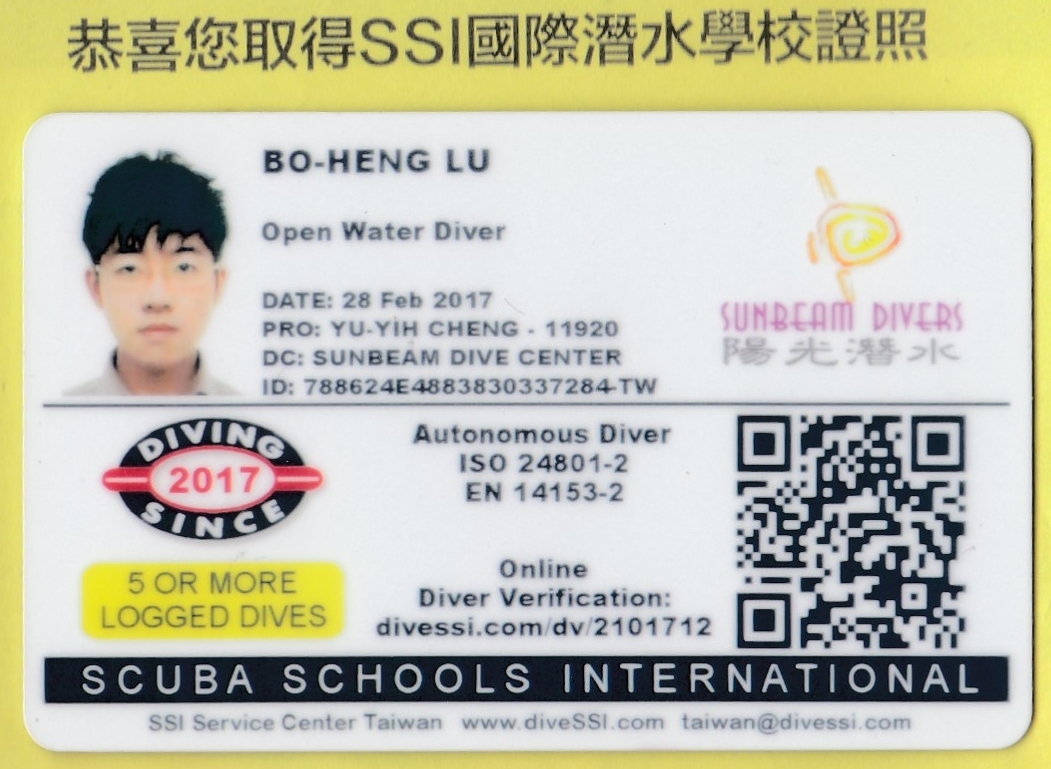 恭喜您取得SSI國際潛水學校證照
BO-HENG LU
Open Water Diver
DATE: 28 Feb 2017
PRO: YU-YIH CHENG - 11920
DC: SUNBEAM DIVE CENTER
ID: 788624E4883830337284-TW
SUNBEAM DIVERS
陽光潛水
DIVING
2017
SINCE
5 OR MORE
LOGGED DIVES
Autonomous Diver
ISO 24801-2
EN 14153-2
Online
Diver Verification:
divessi.com/dv/2101712
SCUBA SCHOOLS INTERNATIONAL
SSI Service Center Taiwan www.diveSSI.com taiwan@divessi.com